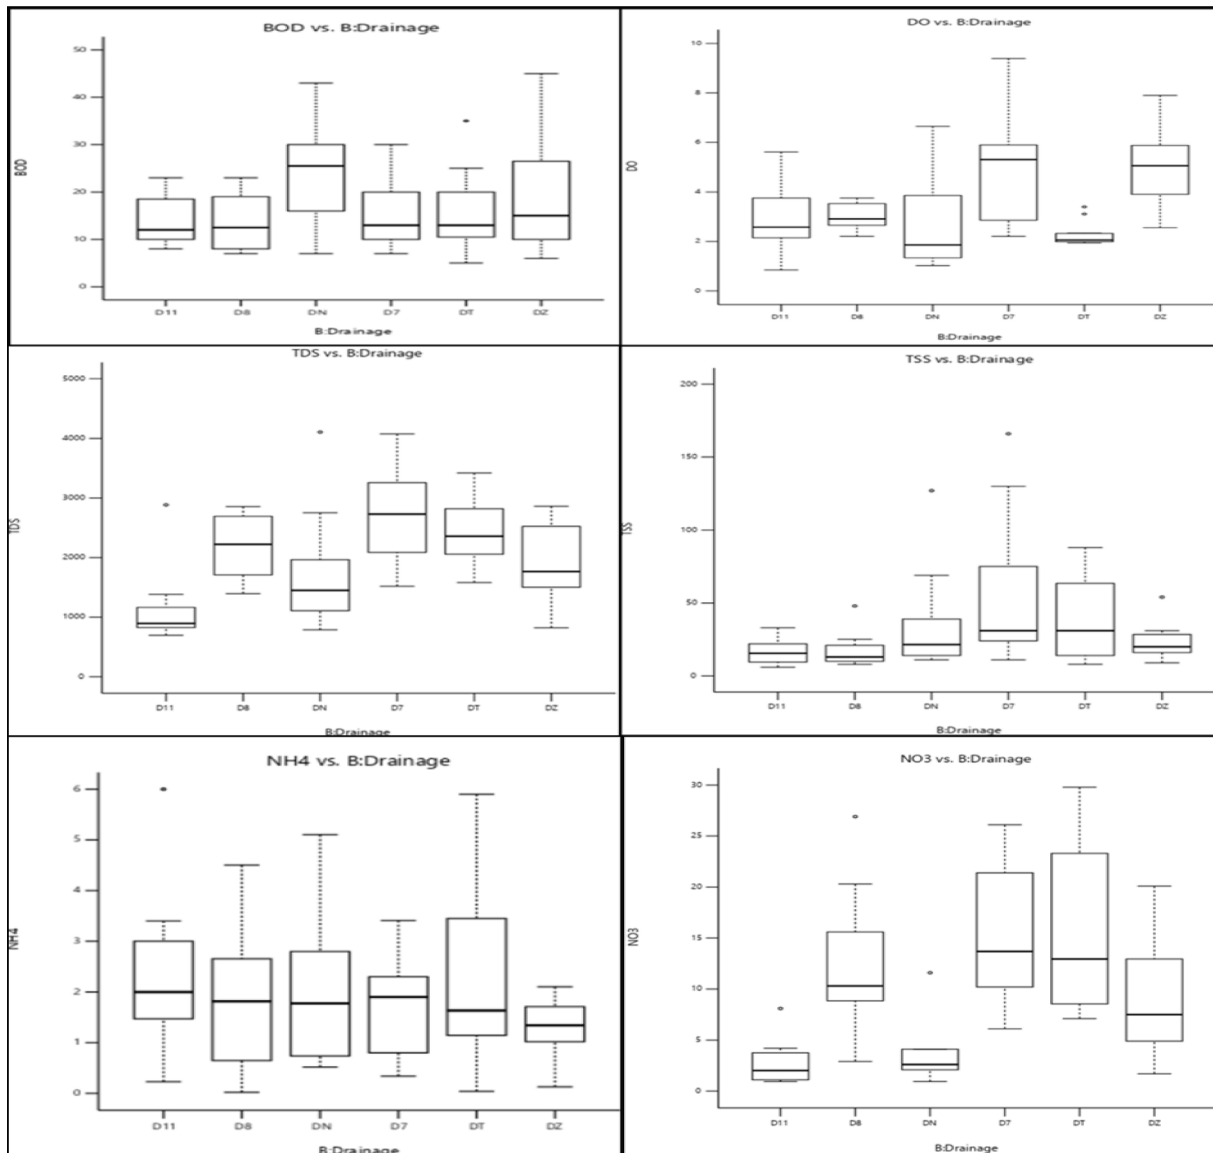 BOD vs. B:Drainage
50
40
30
20
10
0
BOD
D11 D8 DN D7 DT DZ
B:Drainage
DO vs. B:Drainage
10
8
6
4
2
0
DO
D11 D8 DN D7 DT DZ
B:Drainage
TDS vs. B:Drainage
5000
4000
3000
2000
1000
0
TDS
D11 D8 DN D7 DT DZ
B:Drainage
TSS vs. B:Drainage
200
150
100
50
0
TSS
D11 D8 DN D7 DT DZ
B:Drainage
NH4 vs. B:Drainage
6
5
4
3
2
1
0
NH4
D11 D8 DN D7 DT DZ
B:Drainage
NO3 vs. B:Drainage
30
25
20
15
10
5
0
NO3
D11 D8 DN D7 DT DZ
B:Drainage